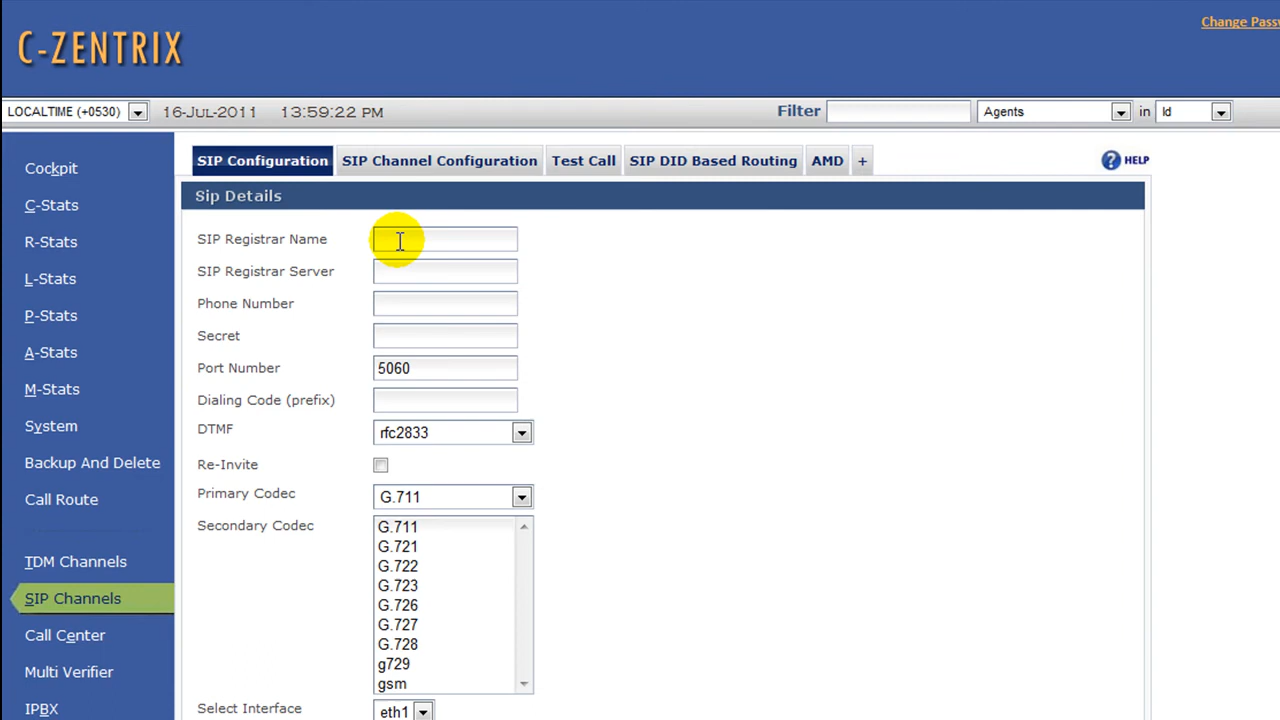 Change Passw
C-ZENTRIX
LOCALTIME (+0530) 16-Jul-2011 13:59:22 PM Filter Agents in Id
SIP Configuration SIP Channel Configuration Test Call SIP DID Based Routing AMD + ? HELP
Sip Details
Cockpit
C-Stats
R-Stats
L-Stats
P-Stats
A-Stats
M-Stats
System
Backup And Delete
Call Route
TDM Channels
SIP Channels
Call Center
Multi Verifier
IPBX
SIP Registrar Name
SIP Registrar Server
Phone Number
Secret
Port Number 5060
Dialing Code (prefix)
DTMF rfc2833
Re-Invite
Primary Codec G.711
Secondary Codec G.711
G.721
G.722
G.723
G.726
G.727
G.728
g729
gsm
Select Interface eth1